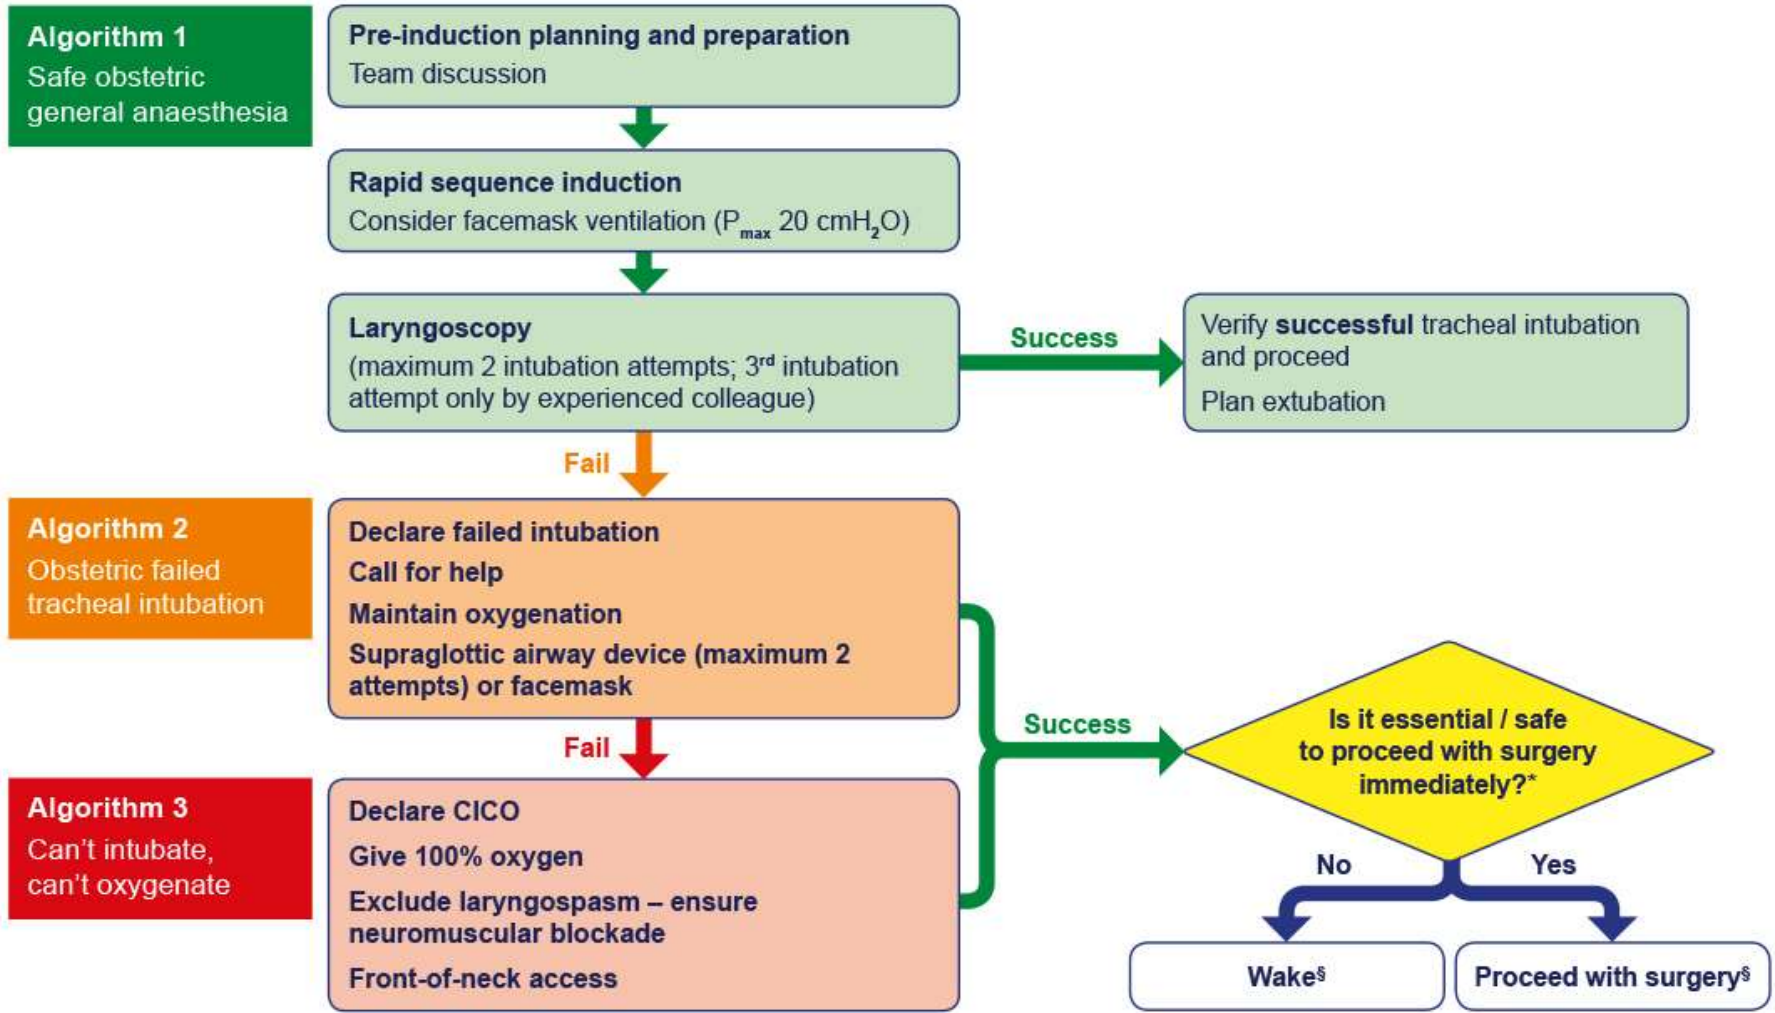 Algorithm 1
Safe obstetric
general anaesthesia
Pre-induction planning and preparation
Team discussion
Rapid sequence induction
Consider facemask ventilation (Pmax 20 cmH2O)
Laryngoscopy
(maximum 2 intubation attempts; 3rd intubation
attempt only by experienced colleague)
Success
Verify successful tracheal intubation
and proceed
Plan extubation
Fail
Algorithm 2
Obstetric failed
tracheal intubation
Declare failed intubation
Call for help
Maintain oxygenation
Supraglottic airway device (maximum 2
attempts) or facemask
Success
Is it essential / safe
to proceed with surgery
immediately?*
Fail
Algorithm 3
Can’t intubate,
can’t oxygenate
Declare CICO
Give 100% oxygen
Exclude laryngospasm – ensure
neuromuscular blockade
Front-of-neck access
No
Yes
Wake§
Proceed with surgery§